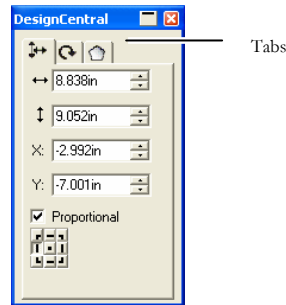 DesignCentral
Tabs
8.838in
9.052in
X: -2.992in
Y: -7.001in
Proportional